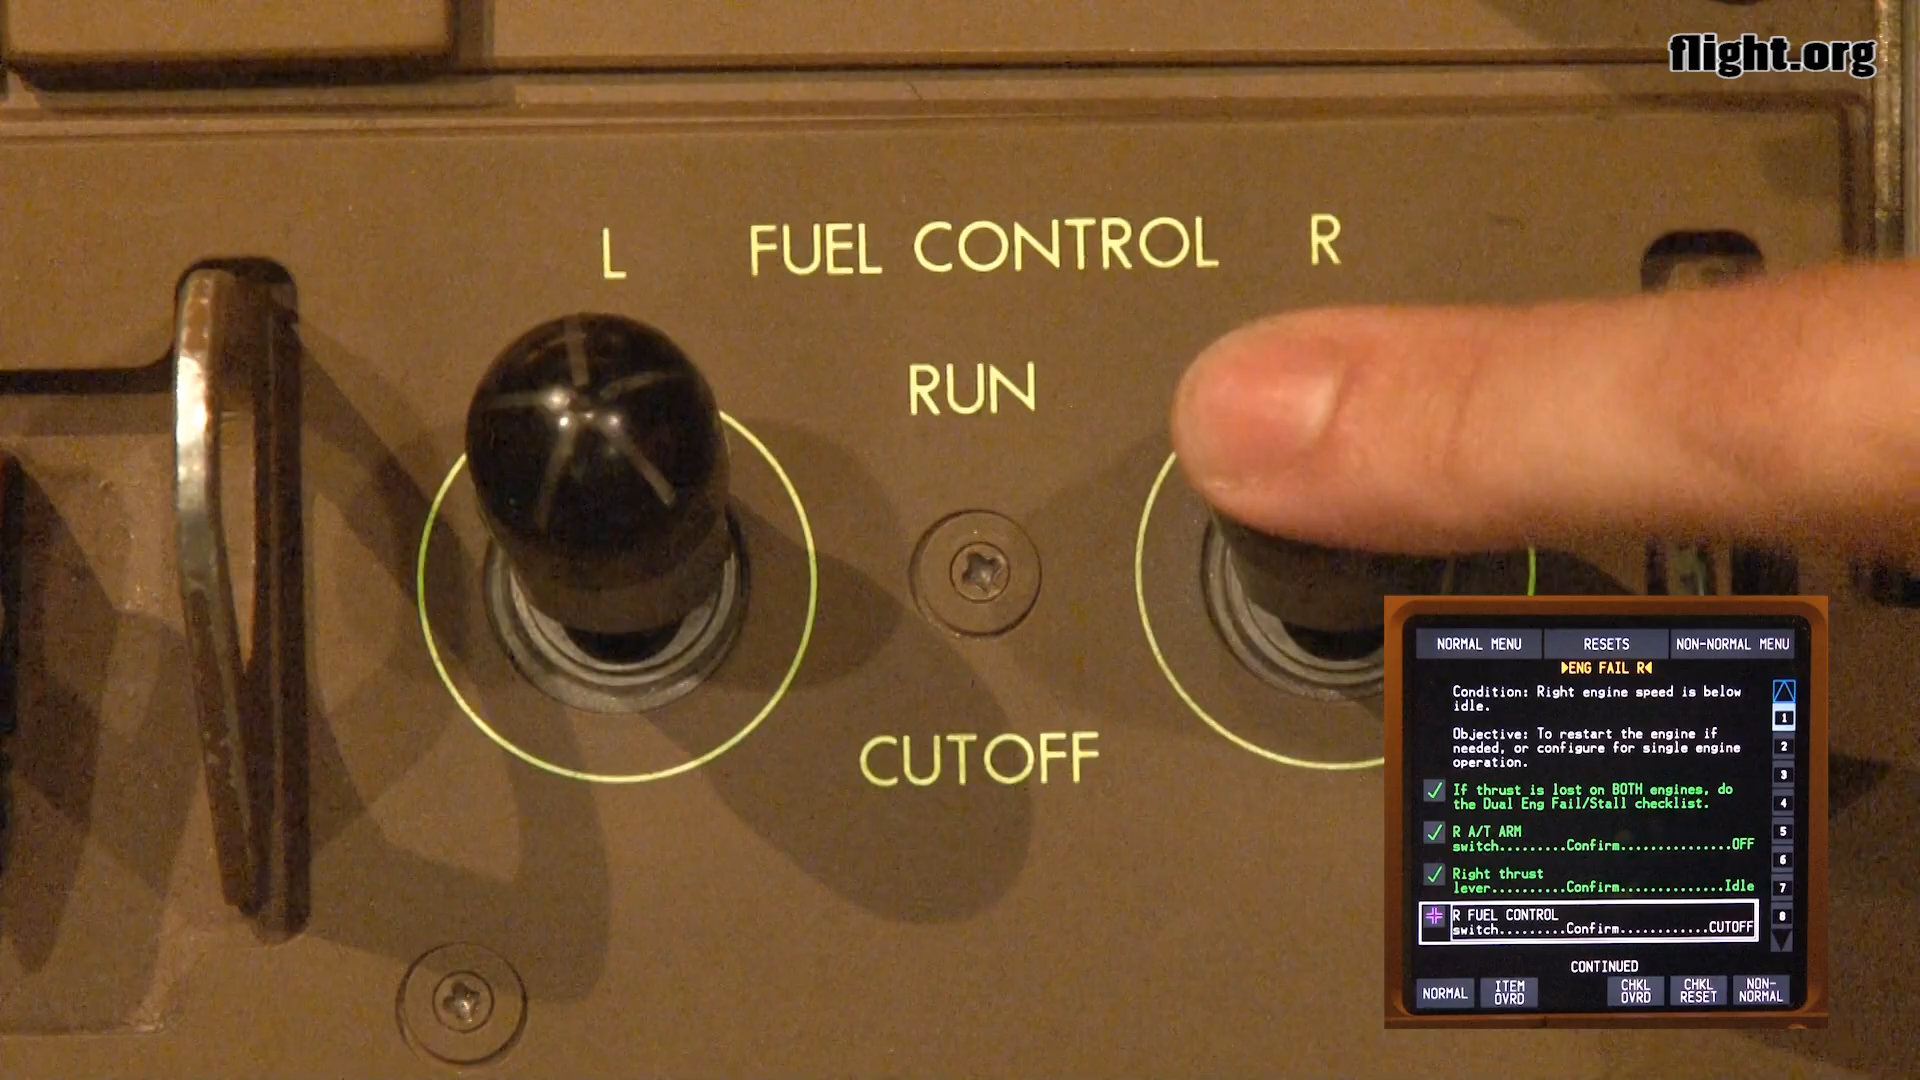 flight.org
L FUEL CONTROL R
RUN
CUTOFF
NORMAL MENU RESETS NON-NORMAL MENU
ENG FAIL R
Condition: Right engine speed is below
idle.
Objective: To restart the engine if
needed, or configure for single engine
operation.
If thrust is lost on BOTH engines, do
the Dual Eng Fail/Stall checklist.
R A/T ARM
switch.........Confirm...............OFF
Right thrust
lever..........Confirm..............Idle
R FUEL CONTROL
switch.........Confirm............CUTOFF
1
2
3
4
5
6
7
8
CONTINUED
NORMAL
ITEM
OVRD
CHKL
OVRD
CHKL
RESET
NON-
NORMAL